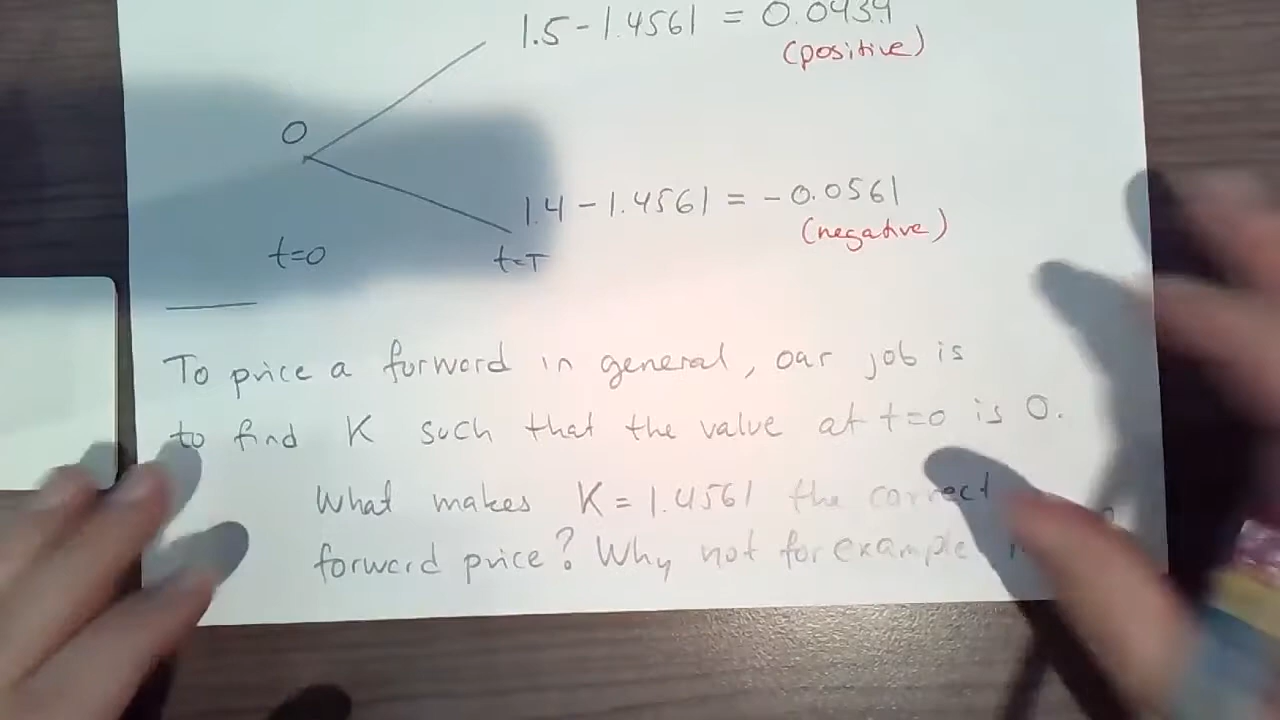 1.5 - 1.4561 = 0.0439
(positive)
0
1.4 - 1.4561 = - 0.0561
(negative)
t=0
t=T
To price a forward in general, our job is
to find K such that the value at t=0 is 0.
What makes K = 1.4561 the correct
forward price? Why not for example